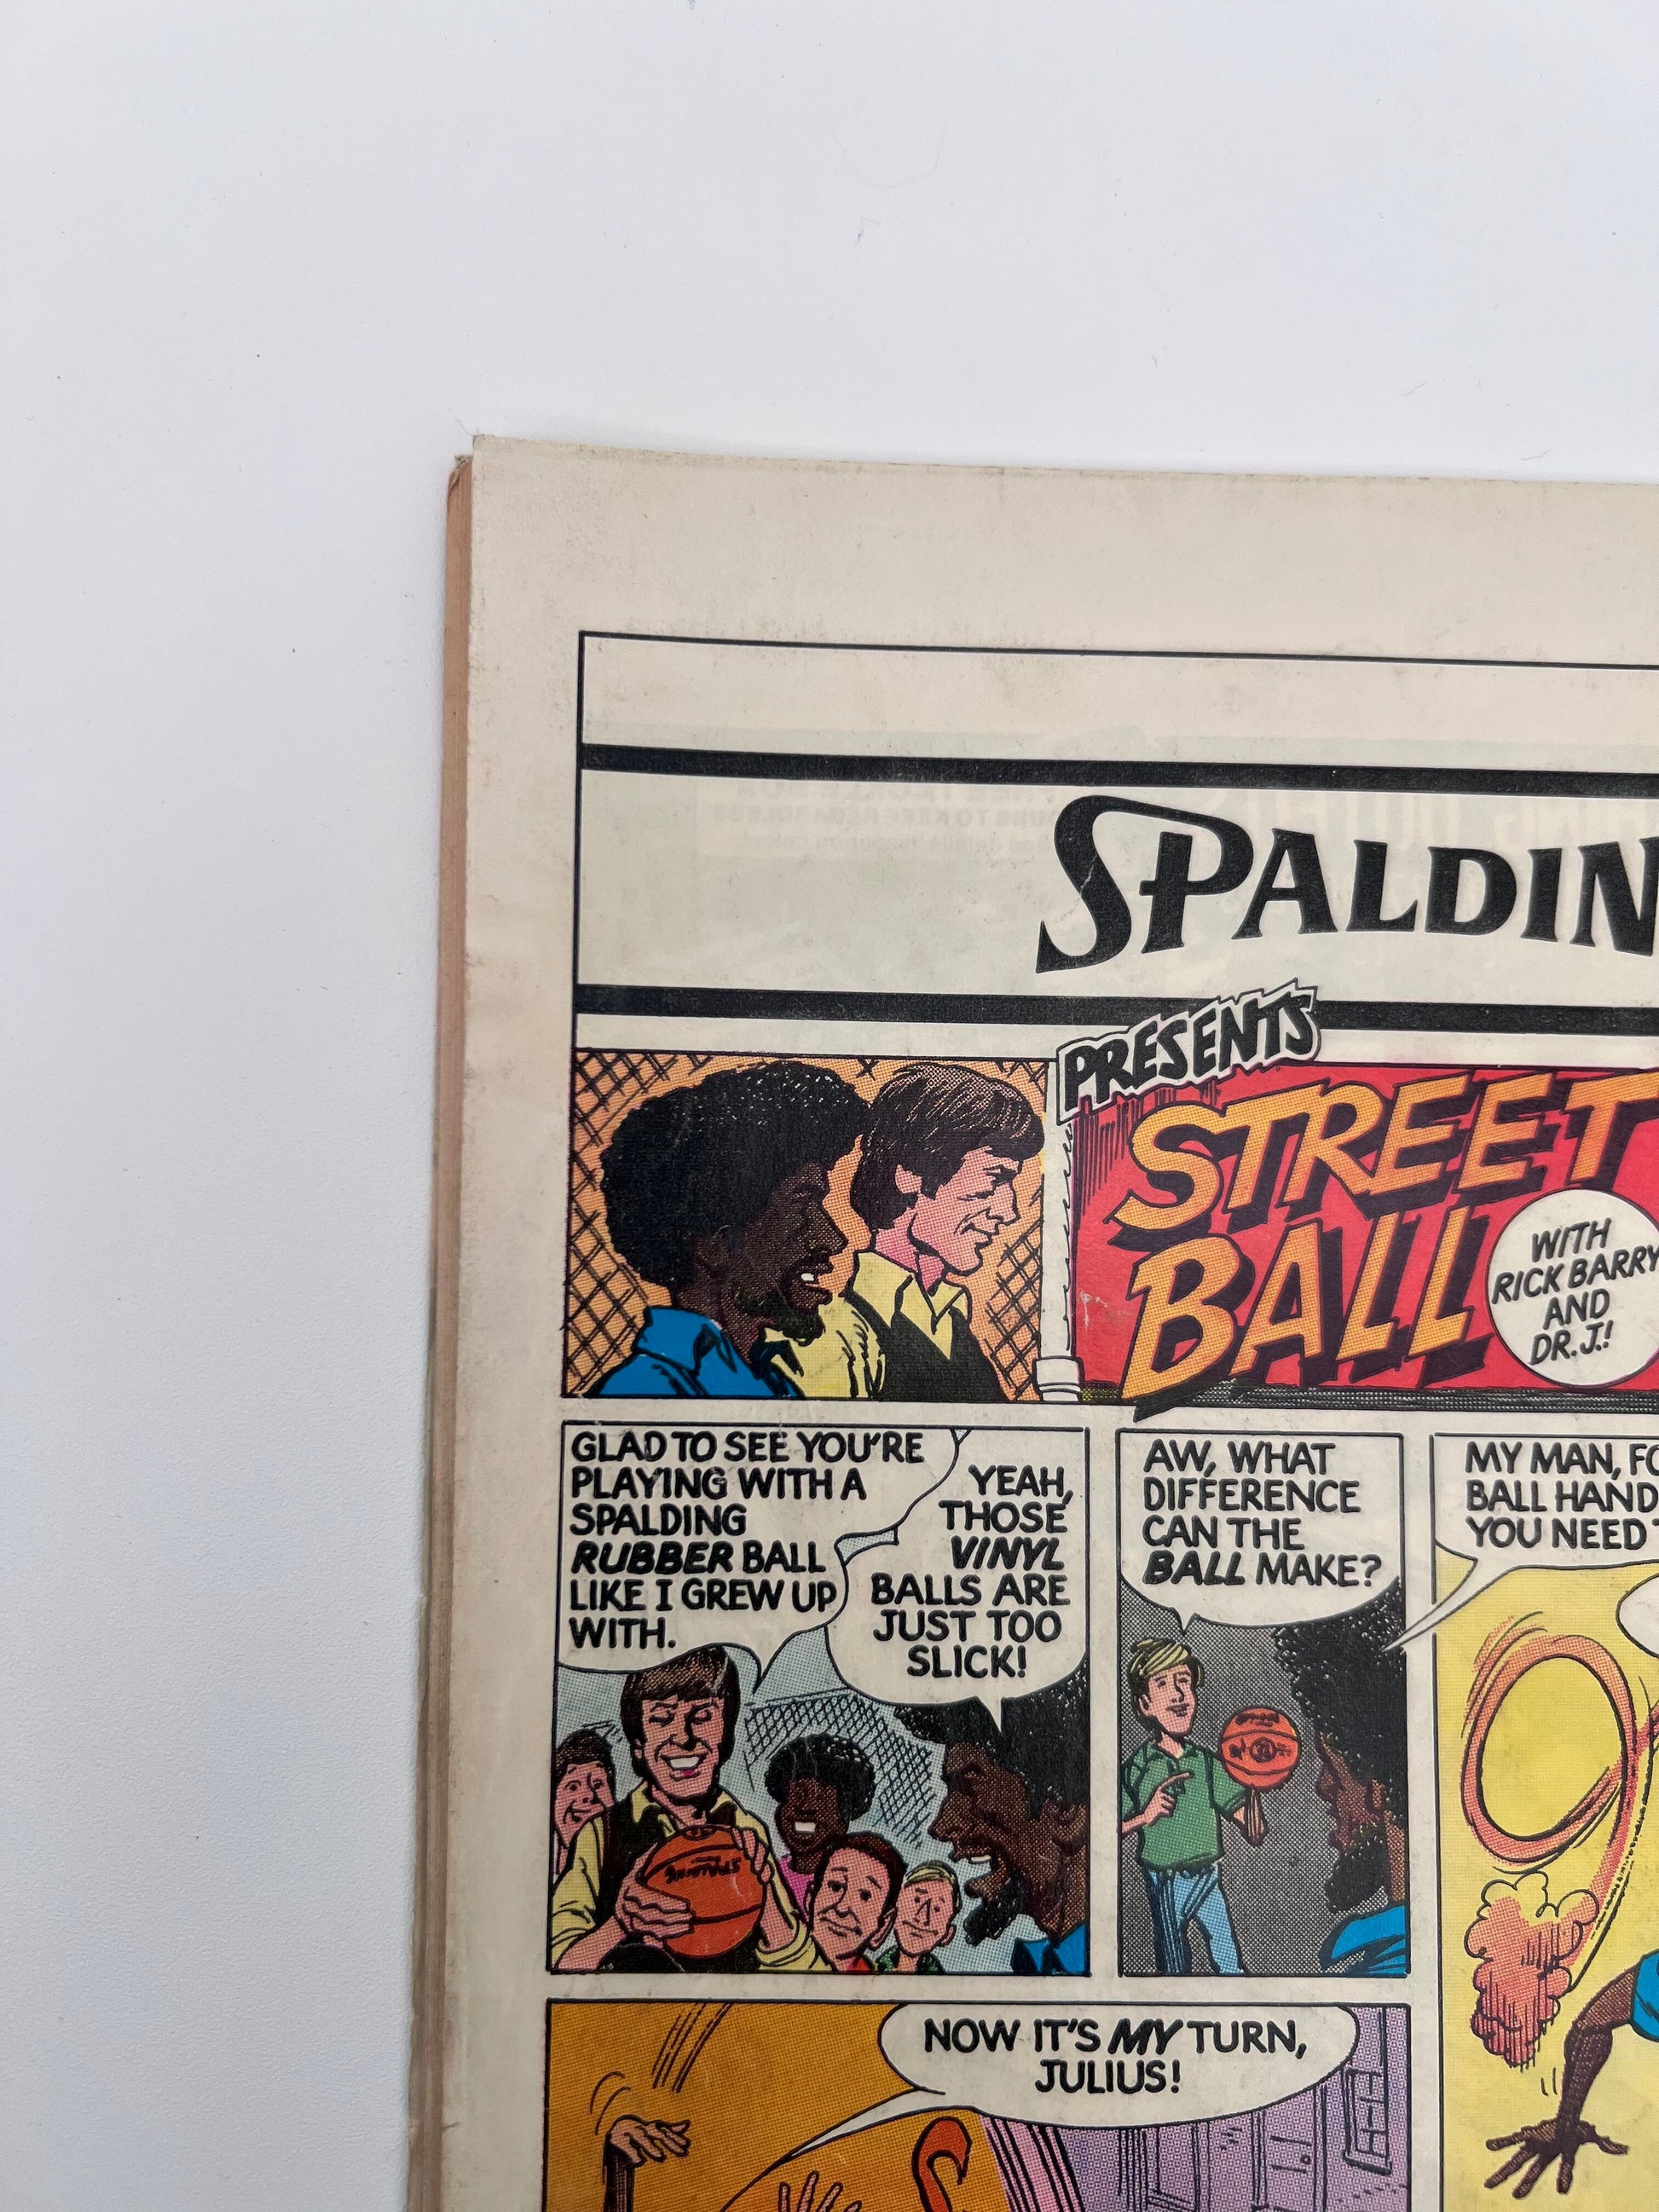 SPALDIN
PRESENTS
STREET
BALL
WITH
RICK BARRY
AND
DR. J.!
GLAD TO SEE YOU'RE
PLAYING WITH A
SPALDING
RUBBER BALL
LIKE I GREW UP
WITH.
YEAH,
THOSE
VINYL
BALLS ARE
JUST TOO
SLICK!
AW, WHAT
DIFFERENCE
CAN THE
BALL MAKE?
MY MAN, FO
BALL HAND
YOU NEED
SPALDING
NOW IT'S MY TURN,
JULIUS!